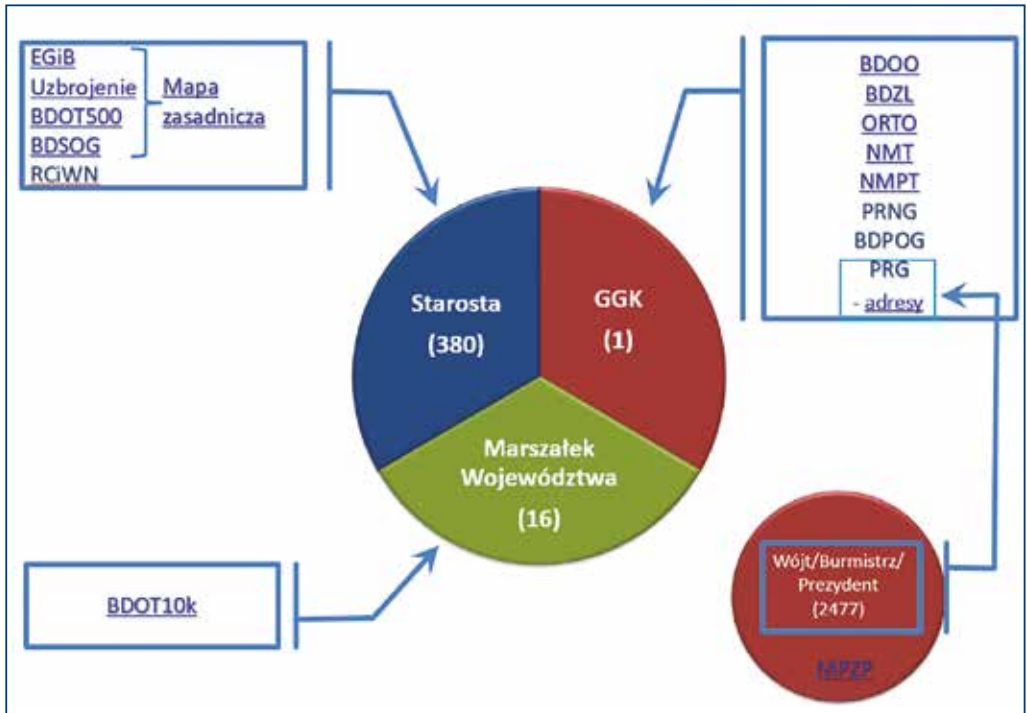 EGiB
Uzbrojenie
BDOT500
BDSOG
RCiWN
Mapa
zasadnicza
BDOO
BDZL
ORTO
NMT
NMPT
PRNG
BDPOG
PRG
- adresy
Starosta
(380)
GGK
(1)
Marszałek
Województwa
(16)
BDOT10k
Wójt/Burmistrz/
Prezydent
(2477)
MPZP